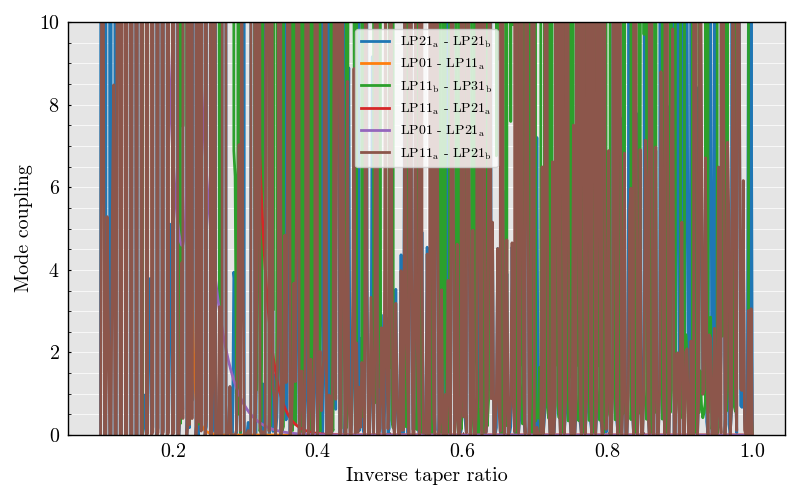 10
8
6
4
2
0
Mode coupling
LP21a - LP21b
LP01 - LP11a
LP11b - LP31b
LP11a - LP21a
LP01 - LP21a
LP11a - LP21b
0.2 0.4 0.6 0.8 1.0
Inverse taper ratio